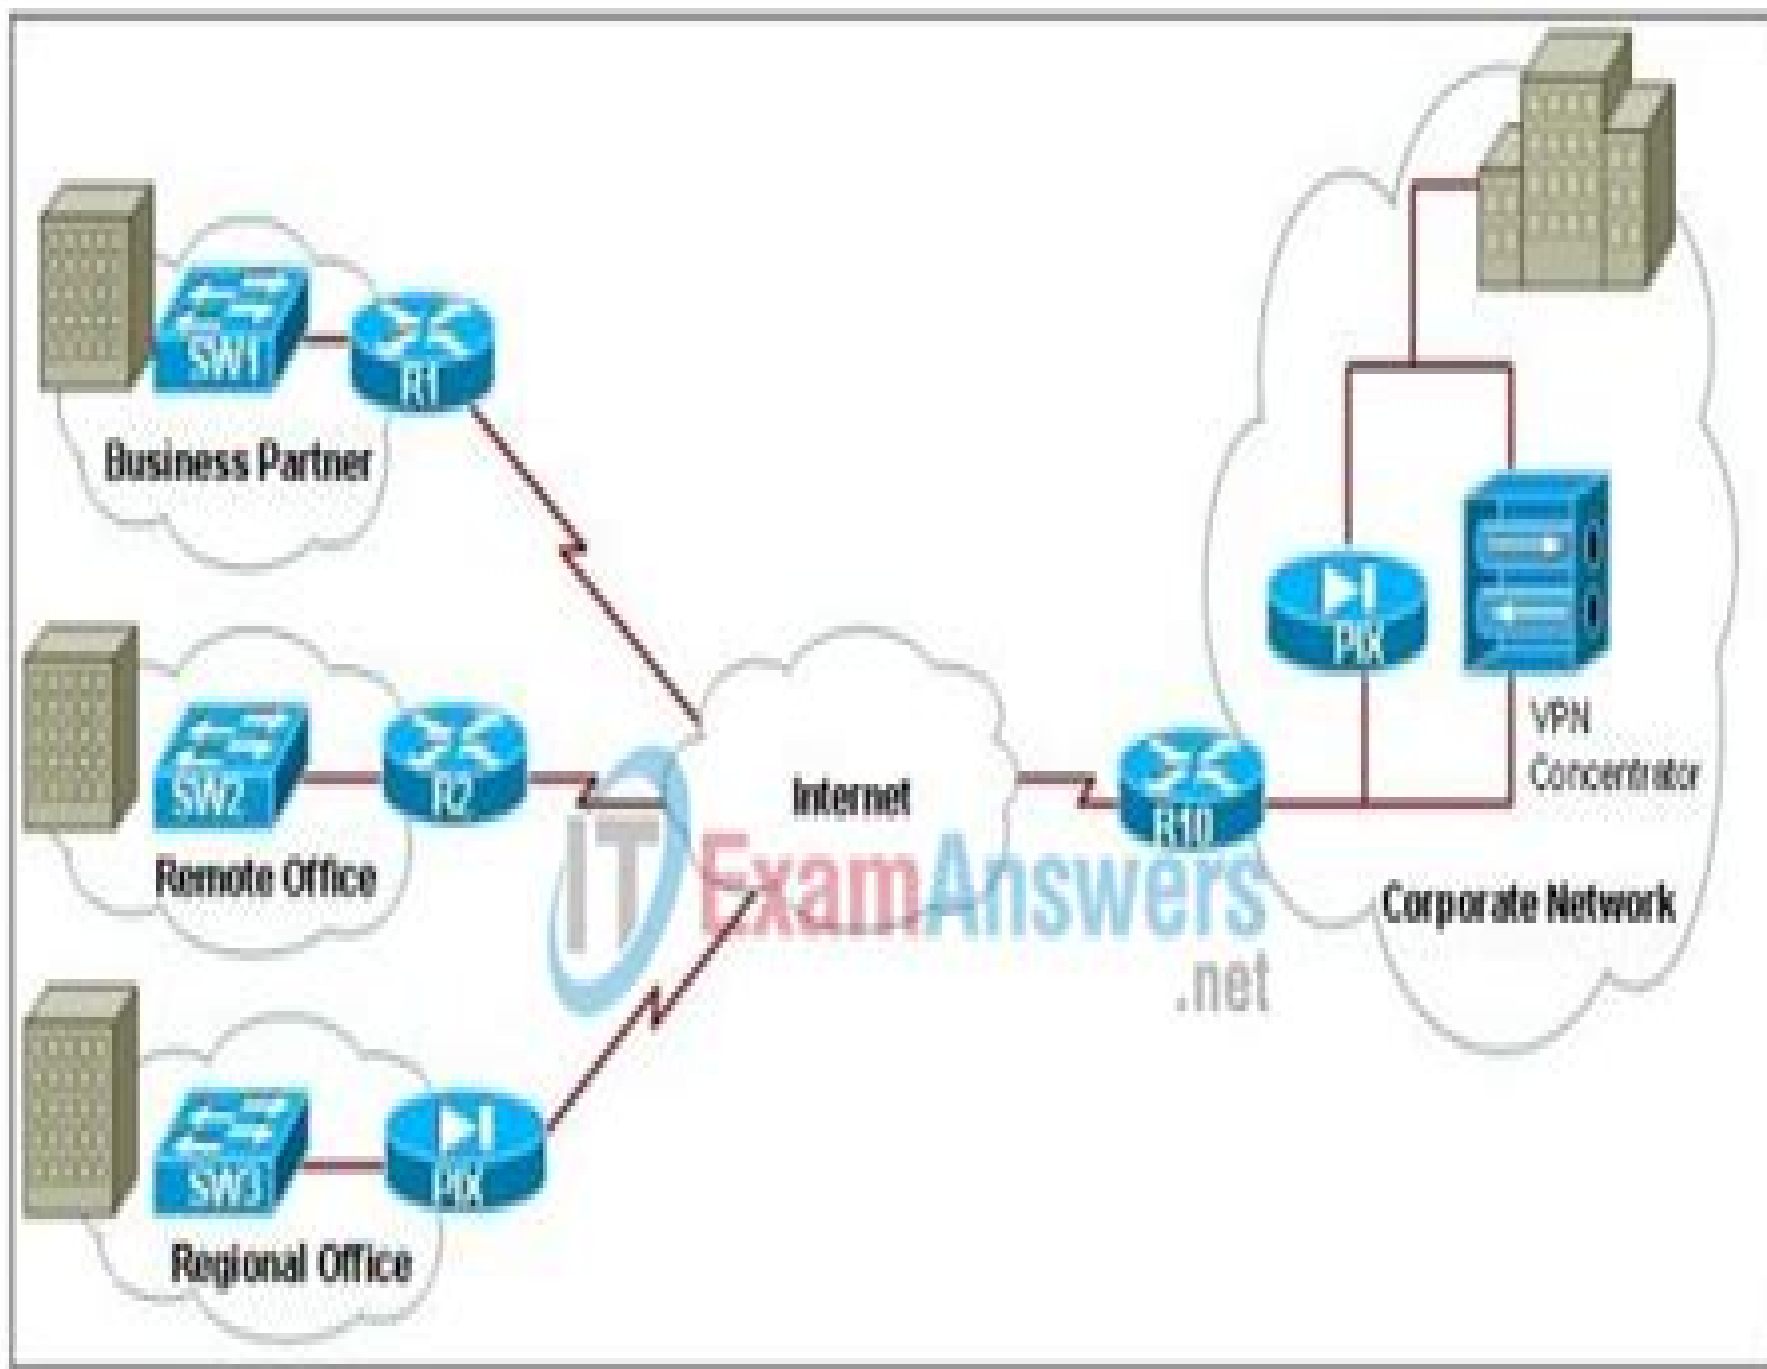 SW1
R1
Business Partner
SW2
R2
Remote Office
SW3
PIX
Regional Office
Internet
R10
PIX
VPN
Concentrator
Corporate Network
IT ExamAnswers
.net